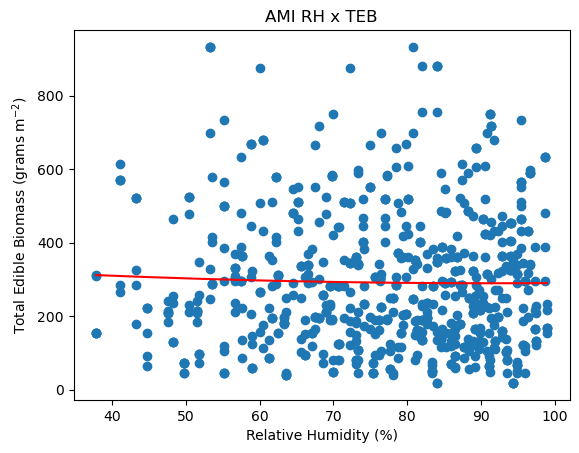 AMI RH x TEB
Total Edible Biomass (grams m⁻²)
800
600
400
200
0
40 50 60 70 80 90 100
Relative Humidity (%)